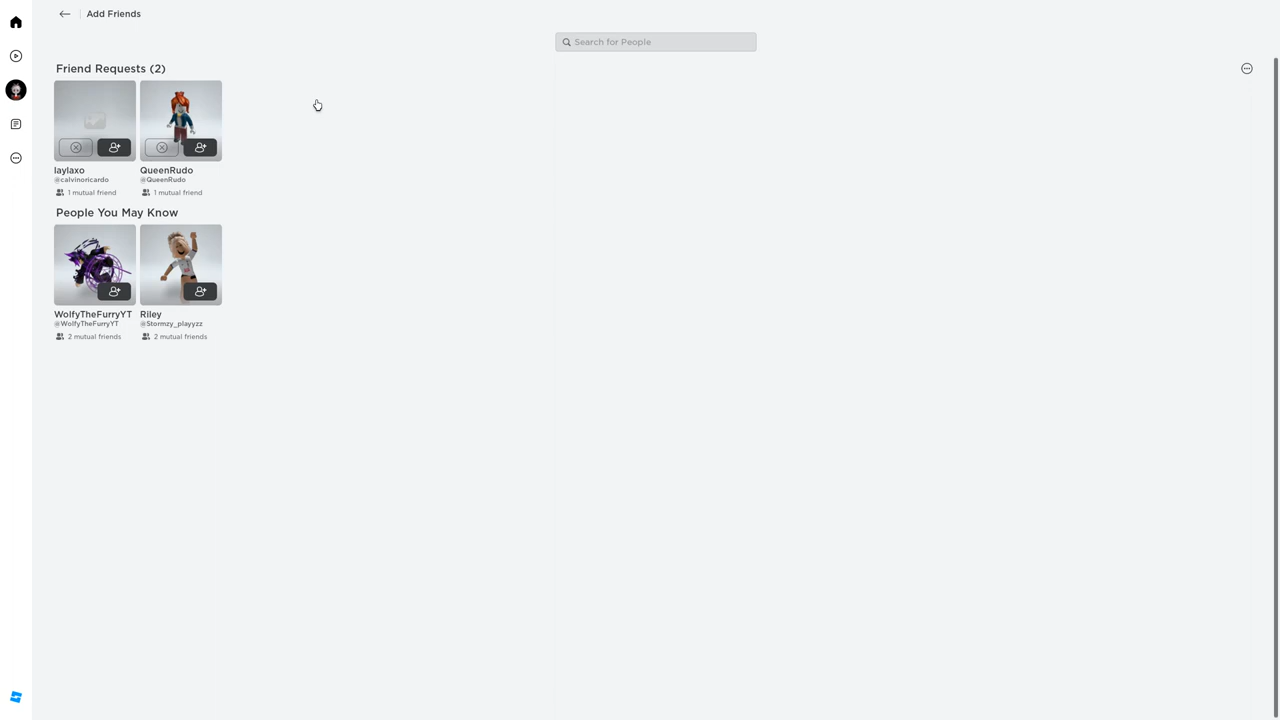 Add Friends
Search for People
Friend Requests (2)
laylaxo
@calvinoricardo
1 mutual friend
QueenRudo
@QueenRudo
1 mutual friend
People You May Know
WolfyTheFurryYT
@WolfyTheFurryYT
2 mutual friends
Riley
@Stormzy_playyzz
2 mutual friends